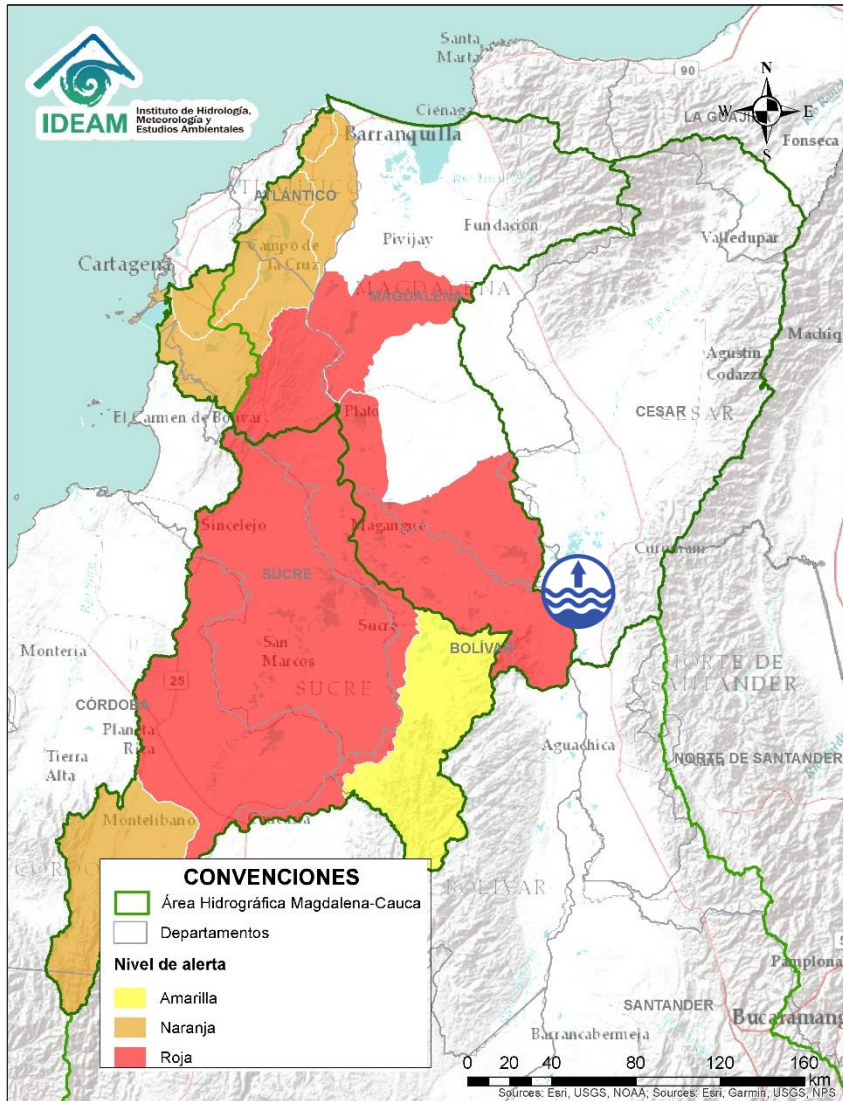 IDEAM
Instituto de Hidrología,
Meteorología y
Estudios Ambientales
N
W
E
S
Santa
Marta
90
LA GUAJIRA
Ciénaga
Fonseca
Barranquilla
ATLÁNTICO
Pivijay
Fundación
Valledupar
Campo de
la Cruz
Cartagena
MAGDALENA
MAGDALENA
Agustín
Codazzi
CESAR
CESAR
Plato
El Carmen de Bolívar
Sincelejo
Magangué
SUCRE
Sucre
BOLÍVAR
San
Marcos
SUCRE
Montería
25
CÓRDOBA
Planeta
Rica
Tierra
Alta
NORTE DE
SANTANDER
Aguachica
NORTE DE SANTANDER
Montelíbano
BOLÍVAR
CONVENCIONES
Área Hidrográfica Magdalena-Cauca
Departamentos
Nivel de alerta
Amarilla
Naranja
Roja
Pamplona
SANTANDER
Bucaramang
Barrancabermeja
0 20 40 80 120 160
km
Sources: Esri, USGS, NOAA; Sources: Esri, Garmin, USGS, NPS